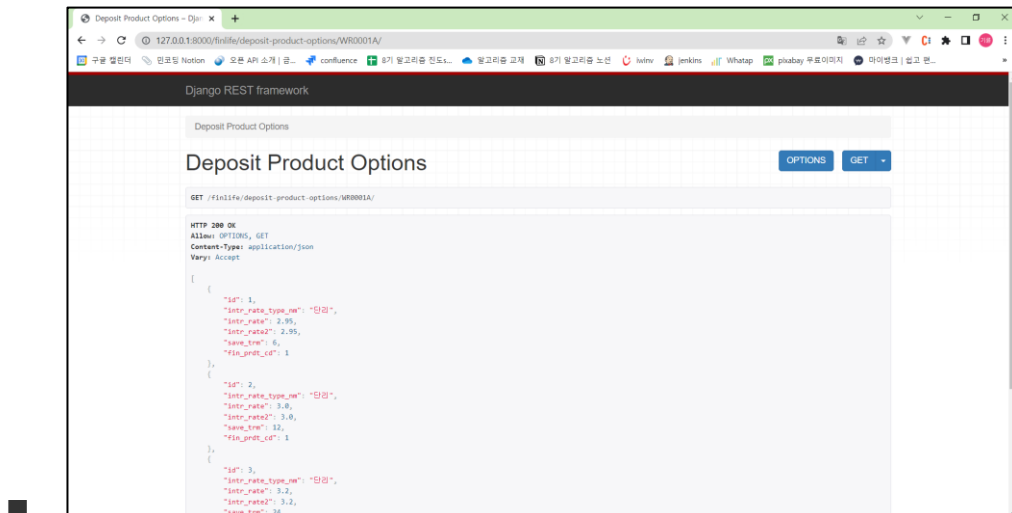 Deposit Product Options – Djan
127.0.0.1:8000/finlife/deposit-product-options/WR0001A/
구글 캘린더 민코딩 Notion 오픈 API 소개 | 금... confluence 8기 알고리즘 진도s... 알고리즘 교재 8기 알고리즘 노션 iwinv jenkins Whatap pixabay 무료이미지 마이뱅크 | 쉽고 편...
Django REST framework
Deposit Product Options
Deposit Product Options
OPTIONS GET
GET /finlife/deposit-product-options/WR0001A/
HTTP 200 OK
Allow: OPTIONS, GET
Content-Type: application/json
Vary: Accept
[
{
"id": 1,
"intr_rate_type_nm": "단리",
"intr_rate": 2.95,
"intr_rate2": 2.95,
"save_trm": 6,
"fin_prdt_cd": 1
},
{
"id": 2,
"intr_rate_type_nm": "단리",
"intr_rate": 3.0,
"intr_rate2": 3.0,
"save_trm": 12,
"fin_prdt_cd": 1
},
{
"id": 3,
"intr_rate_type_nm": "단리",
"intr_rate": 3.2,
"intr_rate2": 3.2,
"save_trm": 24